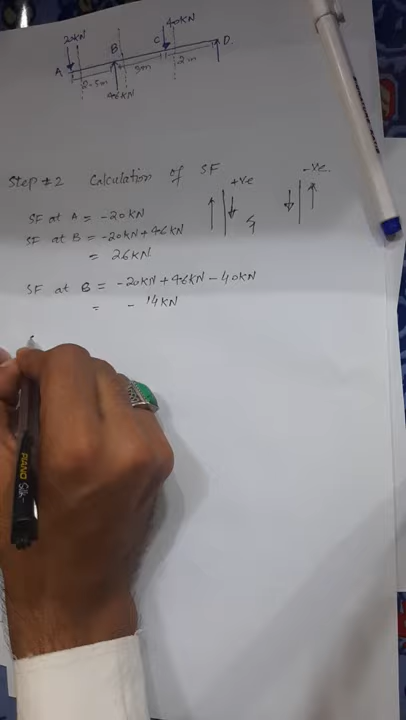 20KN
40KN
B
C
D.
A
2.5m
3m
2m
46KN
Step #2 Calculation of SF
+ve
-ve.
SF at A = -20KN
SF at B = -20KN+46KN
= 26KN
SF at B = -20KN+46KN-40KN
= -14KN
PIANO